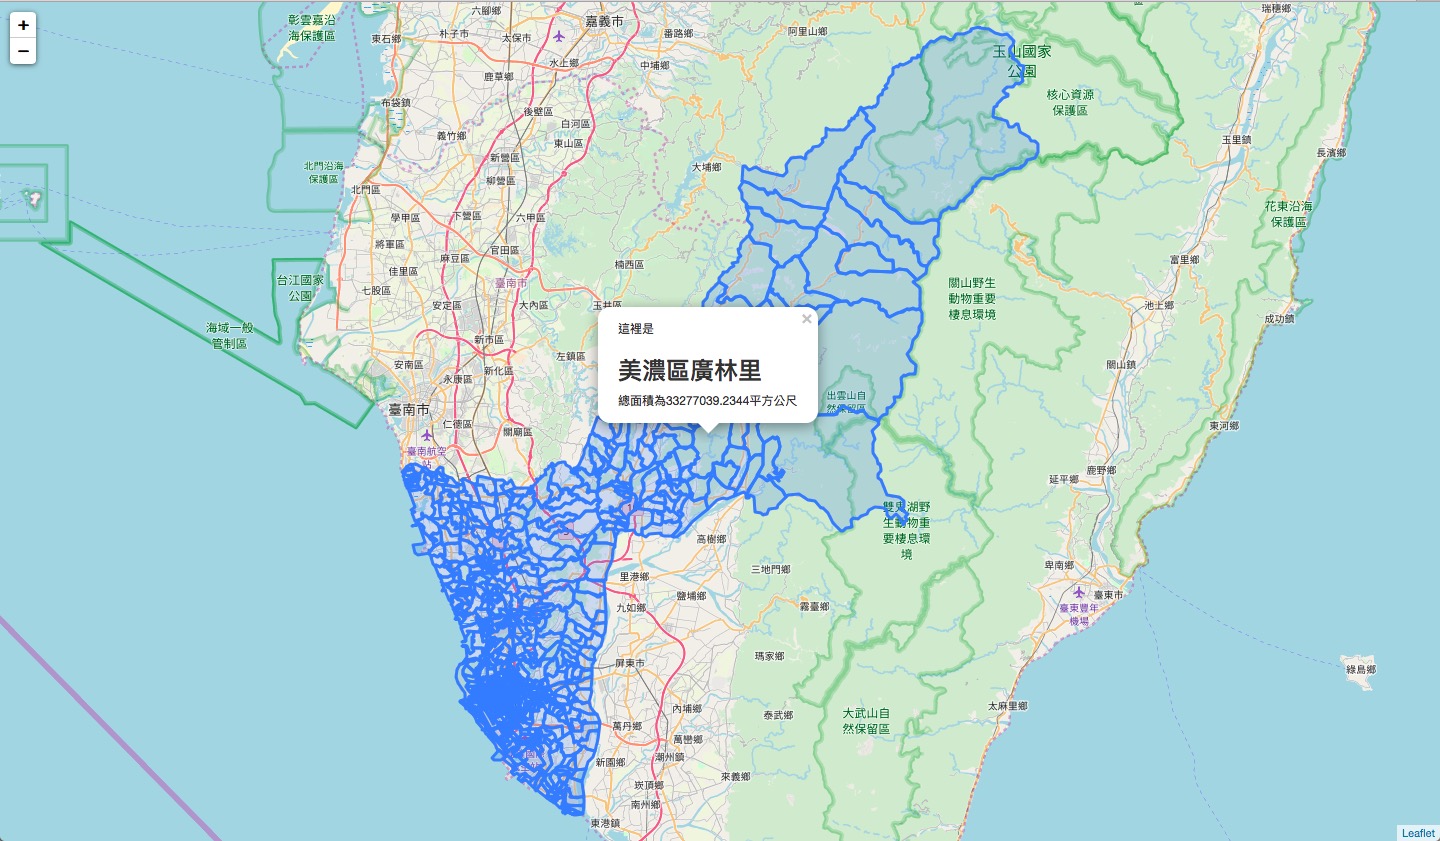 +
−
彰雲嘉沿
海保護區
東石鄉
六腳鄉
朴子市
太保市
嘉義市
水上鄉
番路鄉
中埔鄉
阿里山鄉
瑞穗鄉
玉山國家
公園
核心資源
保護區
鹿草鄉
布袋鎮
後壁區
白河區
東山區
義竹鄉
新營區
柳營區
北門沿海
保護區
北門區
大埔鄉
玉里鎮
長濱鄉
學甲區
下營區
六甲區
花東沿海
保護區
將軍區
官田區
麻豆區
楠西區
富里鄉
佳里區
七股區
臺南市
台江國家
公園
安定區
大內區
玉井區
關山野生
動物重要
棲息環境
池上鄉
成功鎮
海域一般
管制區
新市區
左鎮區
安南區
永康區
新化區
關山鎮
這裡是
×
美濃區廣林里
總面積為33277039.2344平方公尺
出雲山自
然保留區
臺南市
仁德區
關廟區
東河鄉
臺南航空
站
鹿野鄉
延平鄉
雙鬼湖野
生動物重
要棲息環
境
高樹鄉
里港鄉
三地門鄉
卑南鄉
九如鄉
鹽埔鄉
霧臺鄉
臺東市
臺東豐年
機場
屏東市
瑪家鄉
綠島鄉
內埔鄉
泰武鄉
大武山自
然保留區
太麻里鄉
萬丹鄉
萬巒鄉
新園鄉
潮州鎮
來義鄉
崁頂鄉
南州鄉
東港鎮
Leaflet